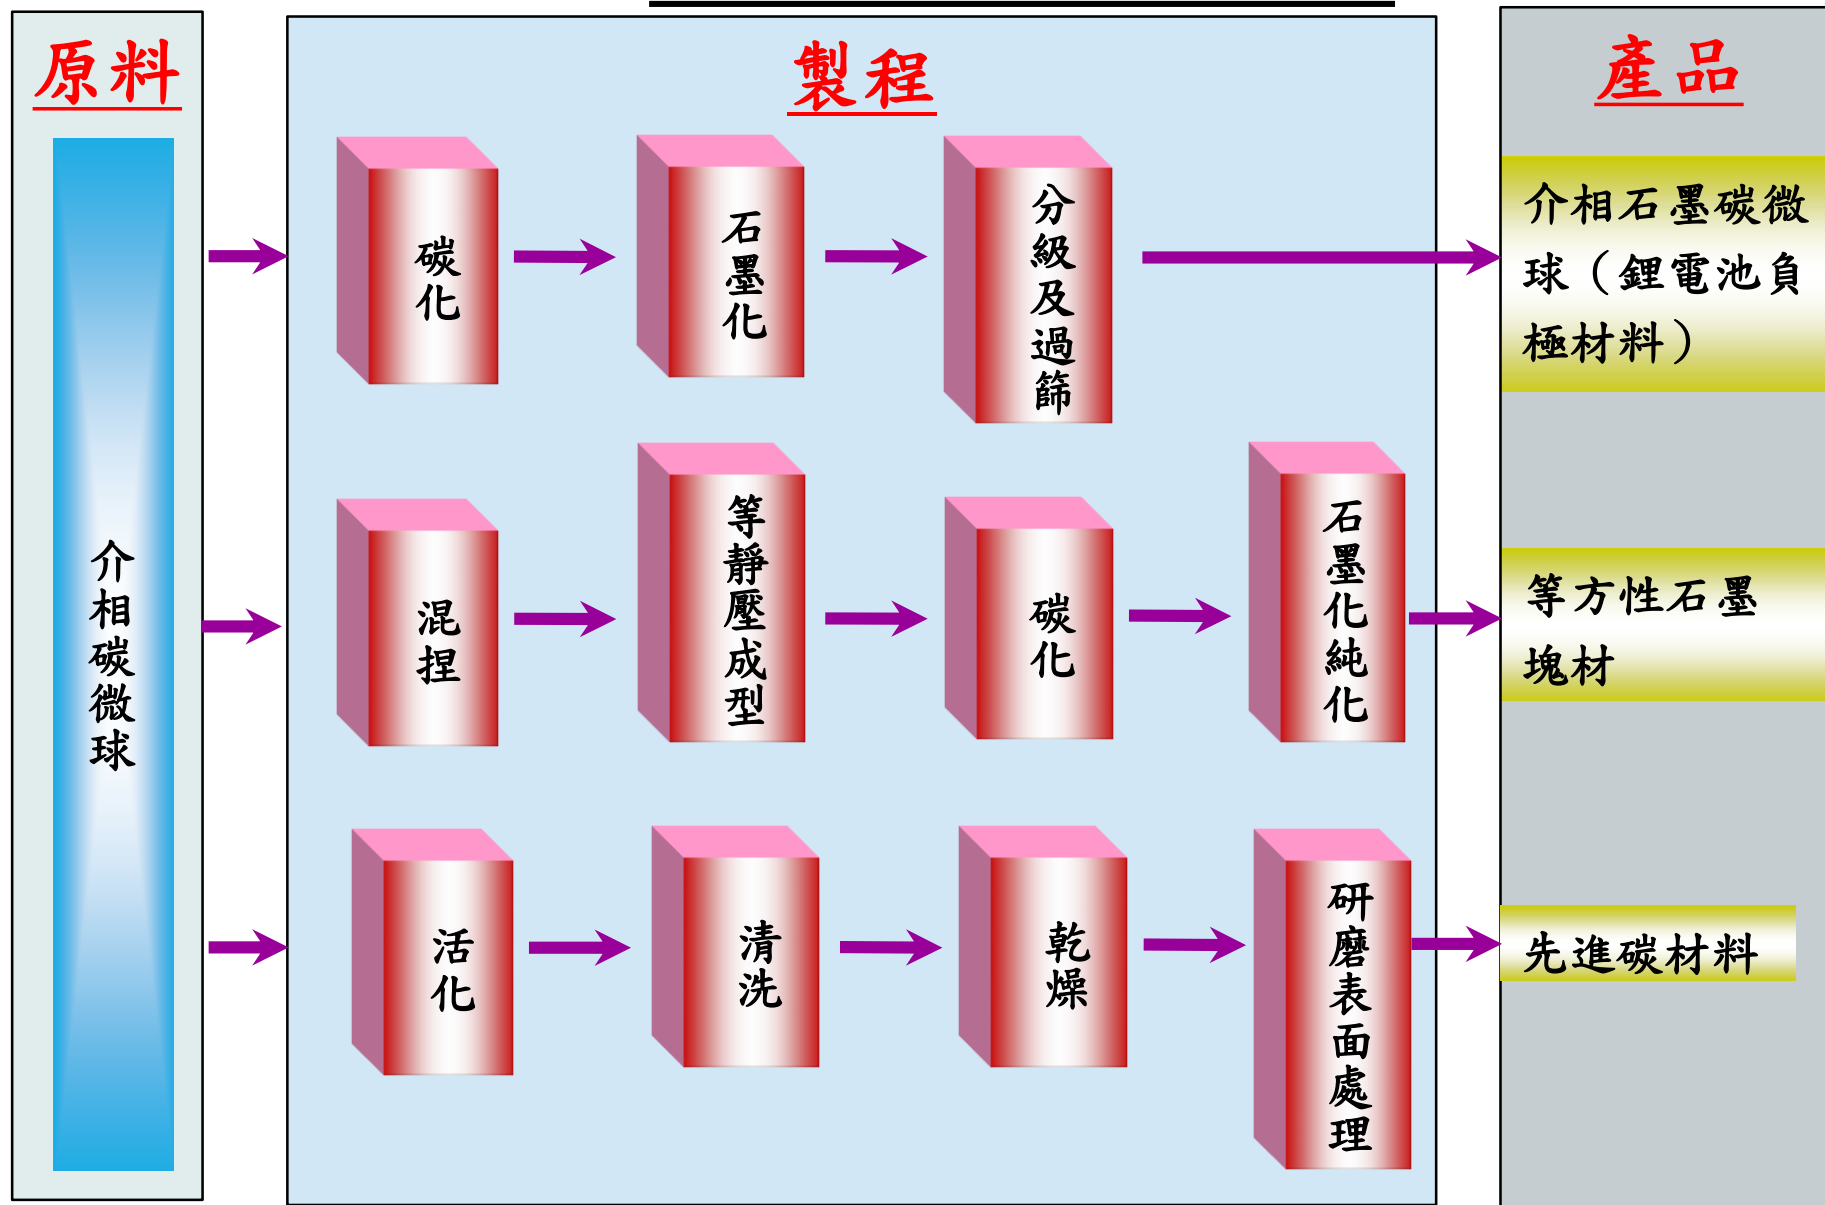 原料
製程
產品
介相碳微球
碳化
石墨化
分級及過篩
介相石墨碳微
球（鋰電池負
極材料）
混捏
等靜壓成型
碳化
石墨化純化
等方性石墨
塊材
活化
清洗
乾燥
研磨表面處理
先進碳材料